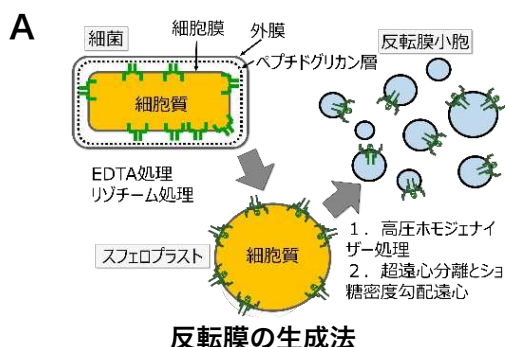 A
細菌
細胞膜
外膜
ペプチドグリカン層
細胞質
反転膜小胞
EDTA処理
リゾチーム処理
スフェロプラスト
細胞質
1．高圧ホモジェナイ
ザー処理
2．超遠心分離とショ
糖密度勾配遠心
反転膜の生成法